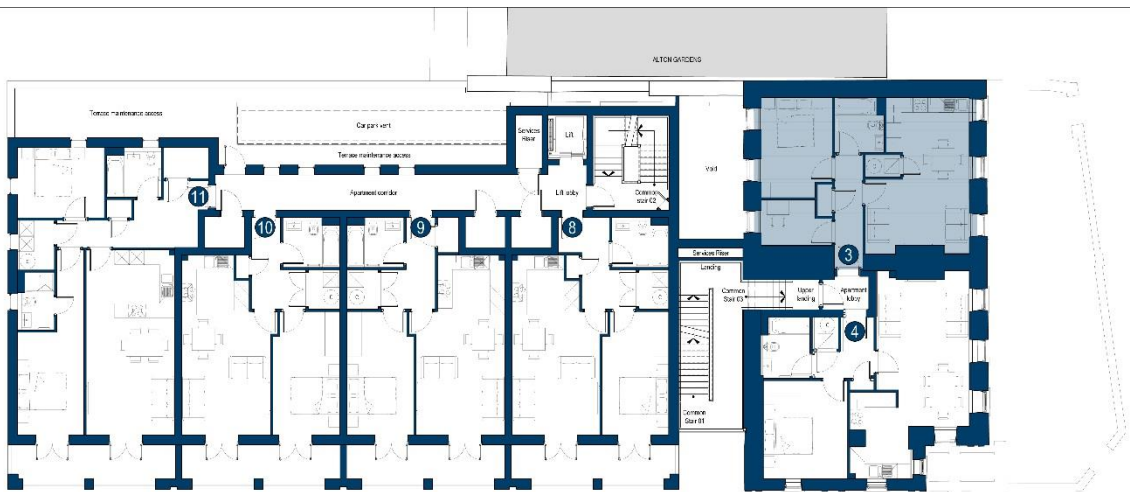 ALTON GARDENS
Terrace maintenance access
Car park vent
Terrace maintenance access
Services
Riser
Lift
Void
Apartment corridor
Lift lobby
Common
stair 02
11
10
9
8
3
Services Riser
Landing
Common
Stair 03
Upper
landing
Apartment
lobby
4
Common
Stair 01